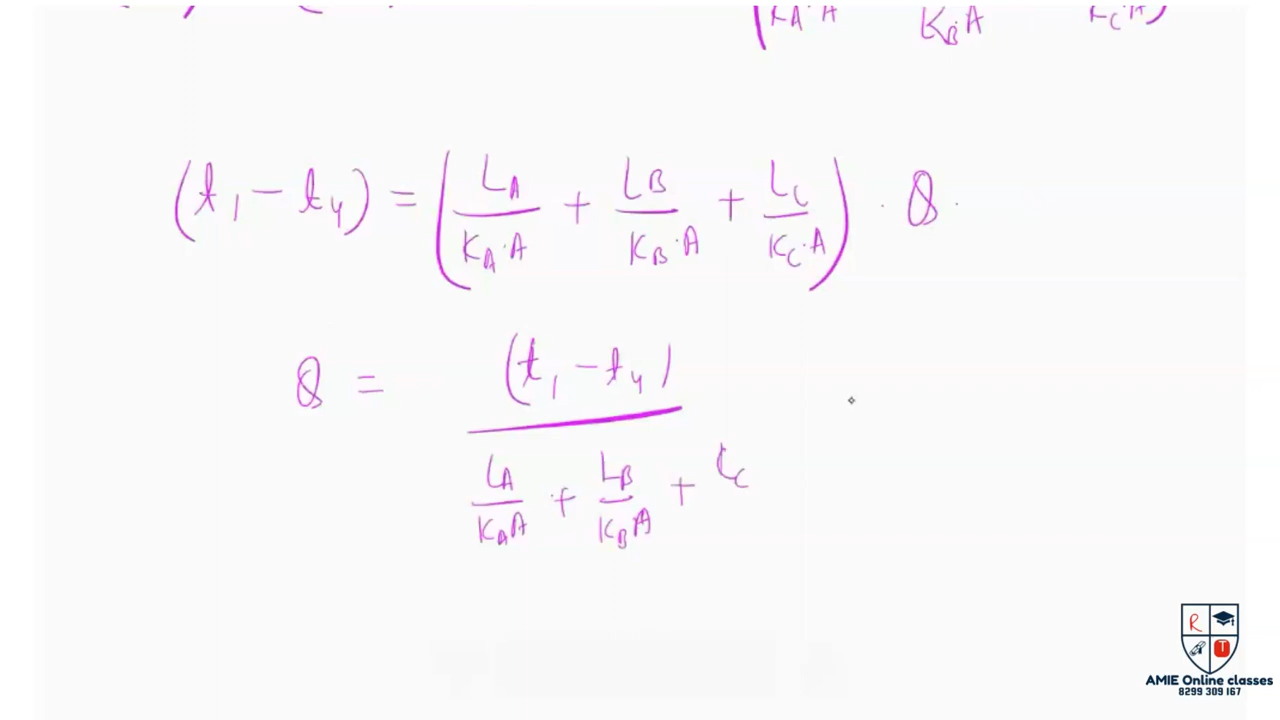 K_B·A
(t₁ − t₄) = (L_A/K_A·A + L_B/K_B·A + L_C/K_C·A) · Q ·
Q = (t₁ − t₄) / L_A/K_A A + L_B/K_B A + L_C
R
T
AMIE Online classes
8299 309 167